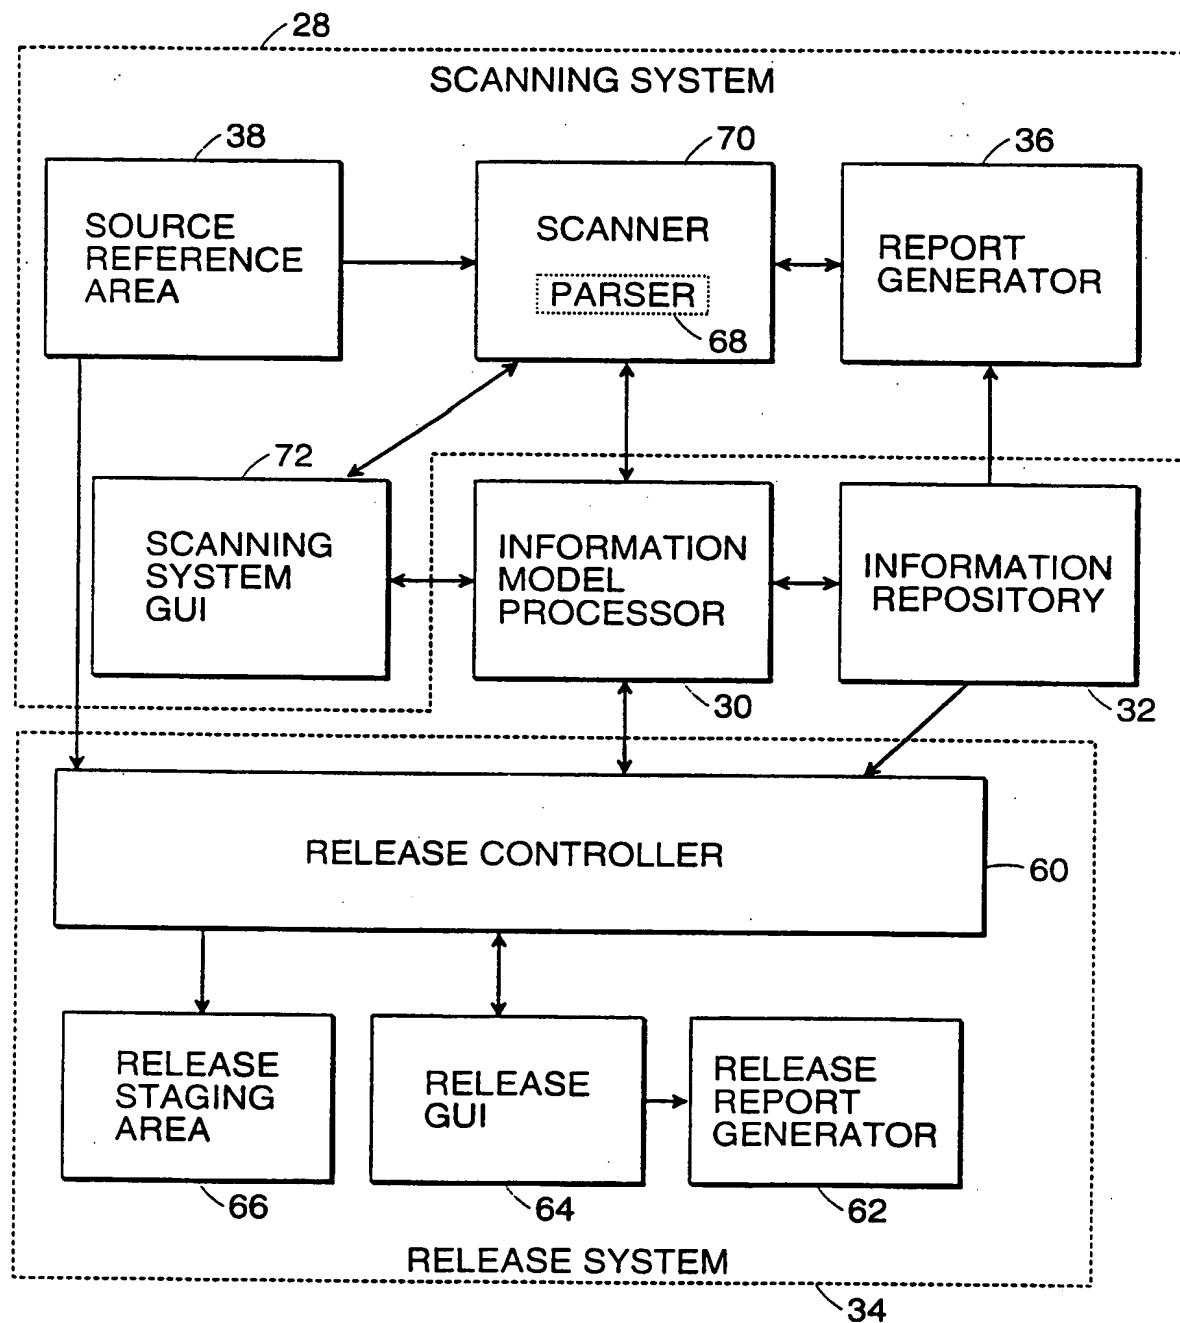 28
SCANNING SYSTEM
38
70
36
SOURCE
REFERENCE
AREA
SCANNER
PARSER
68
REPORT
GENERATOR
72
SCANNING
SYSTEM
GUI
INFORMATION
MODEL
PROCESSOR
30
INFORMATION
REPOSITORY
32
RELEASE CONTROLLER
60
RELEASE
STAGING
AREA
66
RELEASE
GUI
64
RELEASE
REPORT
GENERATOR
62
RELEASE SYSTEM
34